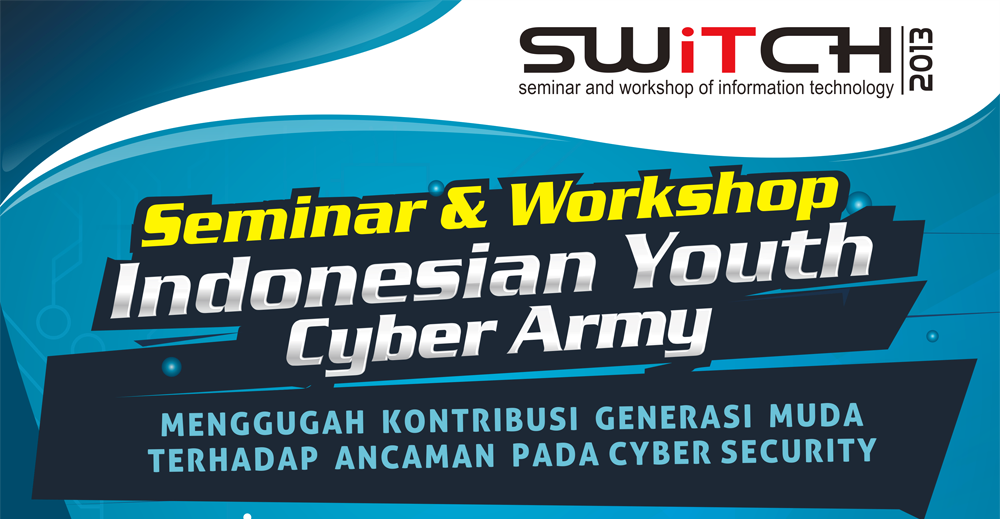 SWiTCH 2013
seminar and workshop of information technology
Seminar & Workshop
Indonesian Youth
Cyber Army
MENGGUGAH KONTRIBUSI GENERASI MUDA
TERHADAP ANCAMAN PADA CYBER SECURITY